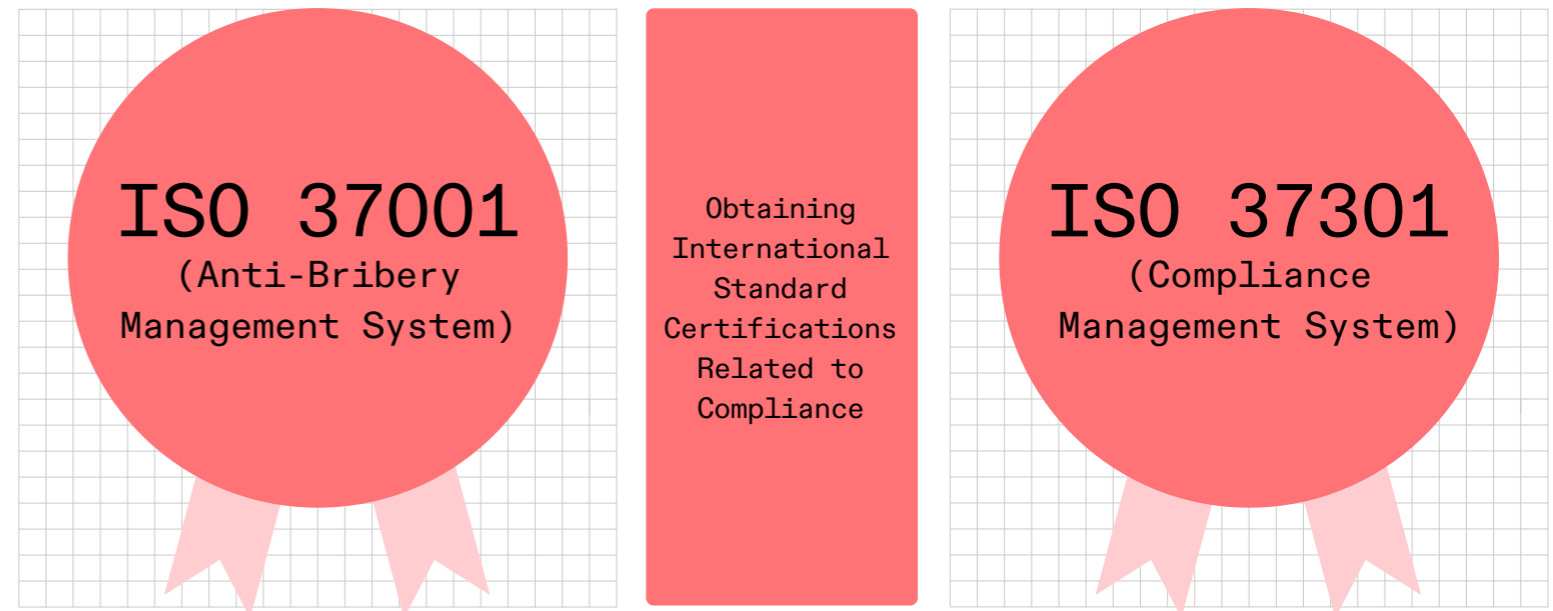 ISO 37001
(Anti-Bribery
Management System)
Obtaining
International
Standard
Certifications
Related to
Compliance
ISO 37301
(Compliance
Management System)